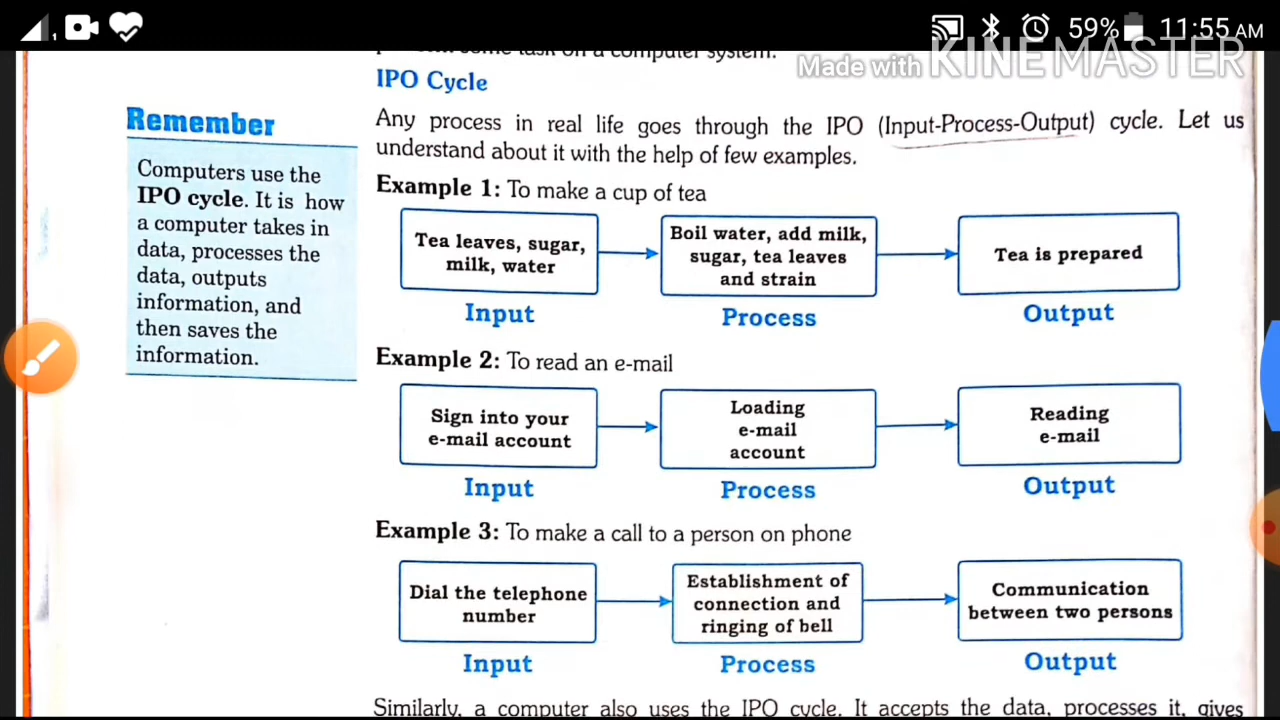 1 59% 11:55 AM
Made with KINEMASTER
some task on a computer system.
IPO Cycle
Remember
Computers use the
IPO cycle. It is how
a computer takes in
data, processes the
data, outputs
information, and
then saves the
information.
Any process in real life goes through the IPO (Input-Process-Output) cycle. Let us
understand about it with the help of few examples.
Example 1: To make a cup of tea
Tea leaves, sugar,
milk, water
Input
Boil water, add milk,
sugar, tea leaves
and strain
Process
Tea is prepared
Output
Example 2: To read an e-mail
Sign into your
e-mail account
Input
Loading
e-mail
account
Process
Reading
e-mail
Output
Example 3: To make a call to a person on phone
Dial the telephone
number
Input
Establishment of
connection and
ringing of bell
Process
Communication
between two persons
Output
Similarly, a computer also uses the IPO cycle. It accepts the data, processes it, gives